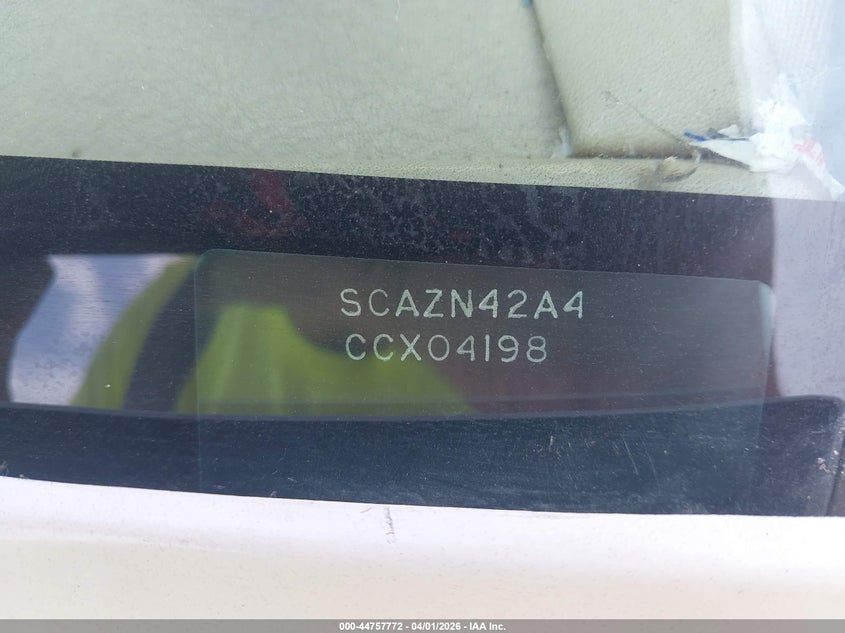 SCAZN42A4
CCX04198
000-44757772 | 04/01/2026 - IAA Inc.